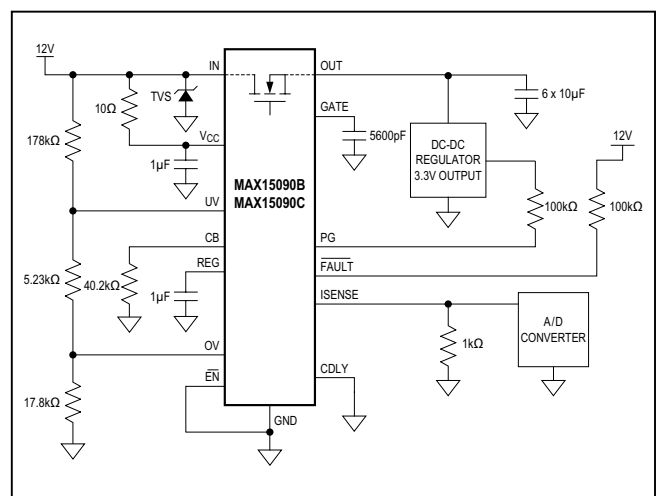 12V
IN
OUT
TVS
10Ω
6 x 10µF
GATE
5600pF
178kΩ
VCC
1µF
DC-DC
REGULATOR
3.3V OUTPUT
12V
MAX15090B
MAX15090C
UV
100kΩ
100kΩ
CB
PG
REG
FAULT
5.23kΩ
40.2kΩ
1µF
ISENSE
A/D
CONVERTER
1kΩ
OV
CDLY
EN
17.8kΩ
GND